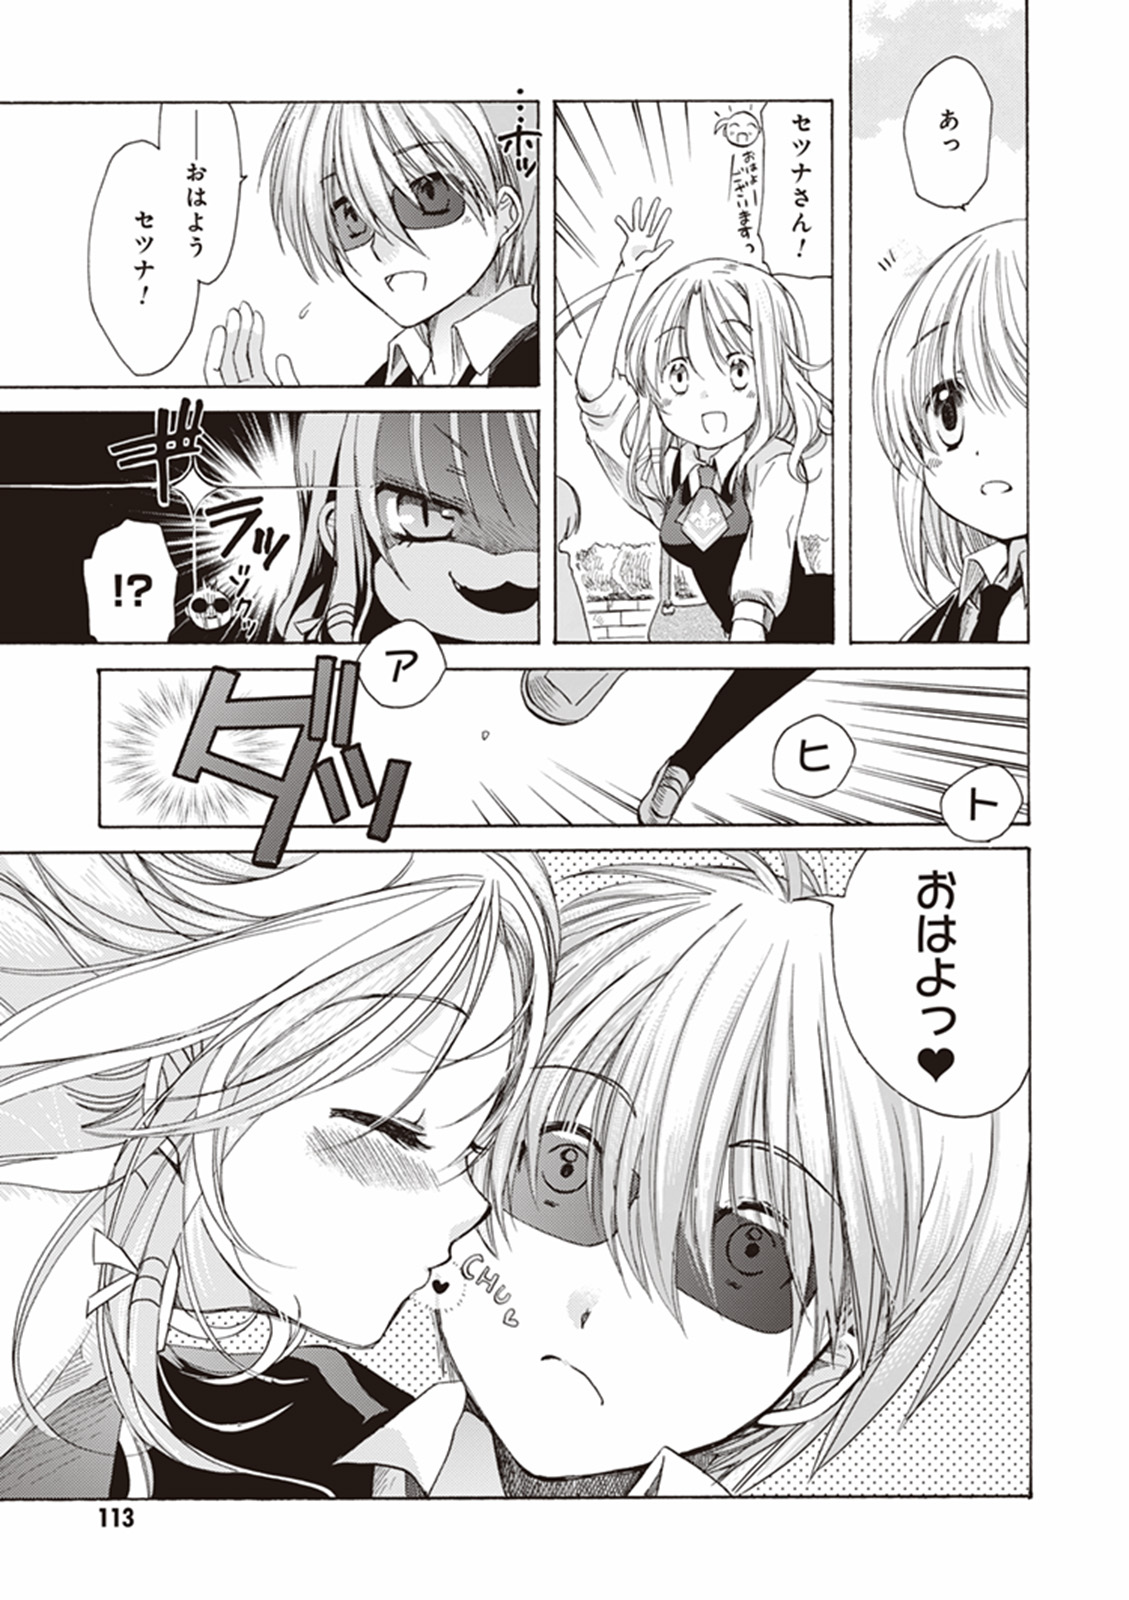 あっ
セツナさん!
おはよー
ございますっ
…ホッ
――おはよう
セツナ!
ギラッ
ビクッ
!?
トヒア
ダッ
おはよっ♥
CHU♥
113